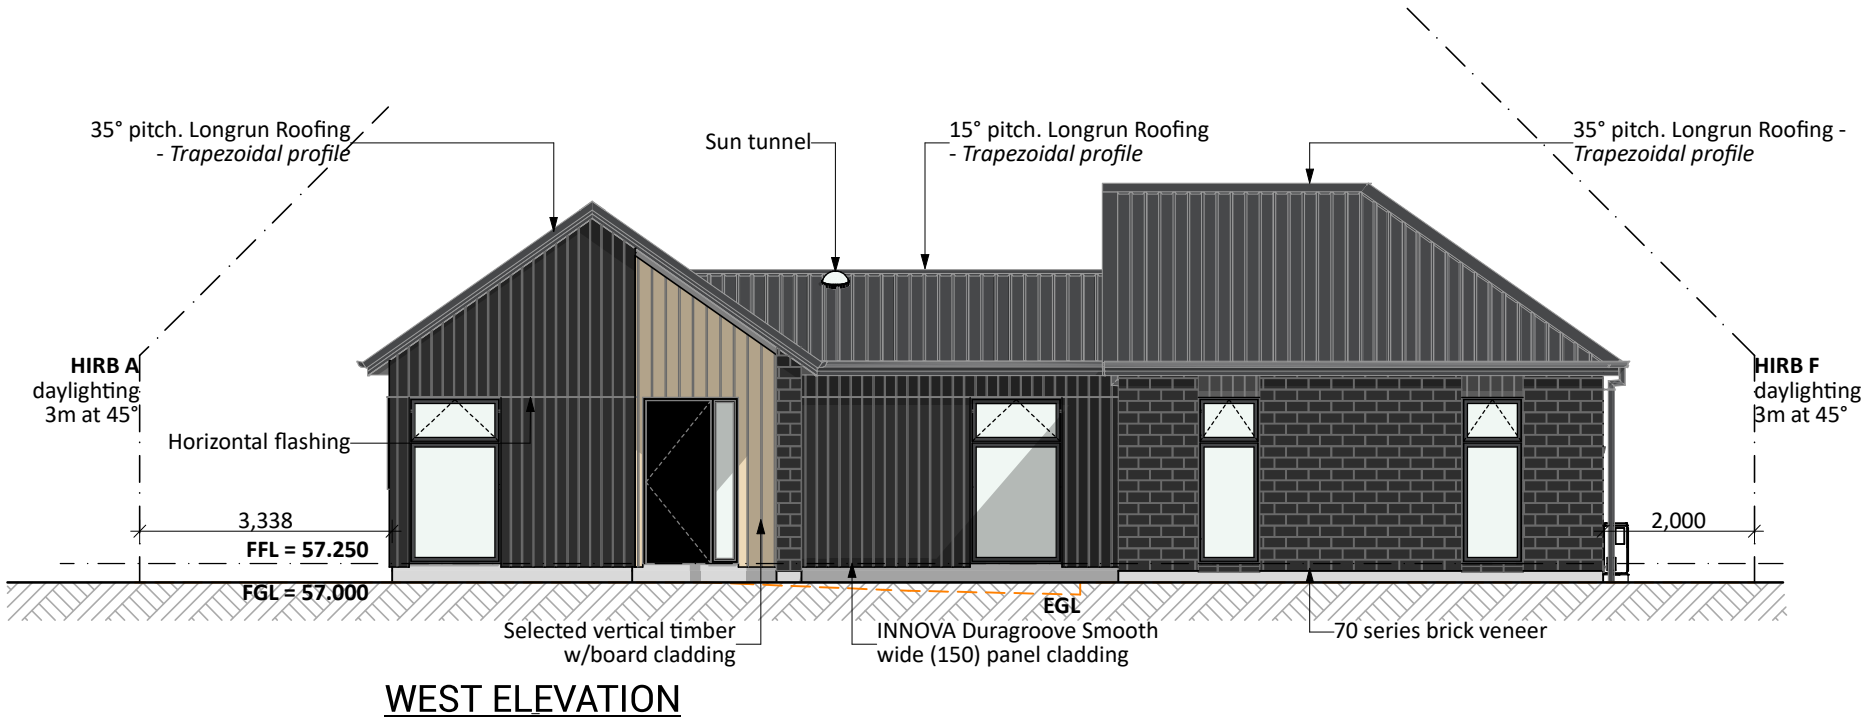 35° pitch. Longrun Roofing
- Trapezoidal profile
Sun tunnel
15° pitch. Longrun Roofing
- Trapezoidal profile
35° pitch. Longrun Roofing -
Trapezoidal profile
HIRB A
daylighting
3m at 45°
HIRB F
daylighting
3m at 45°
Horizontal flashing
3,338
2,000
FFL = 57.250
FGL = 57.000
EGL
Selected vertical timber
w/board cladding
INNOVA Duragroove Smooth
wide (150) panel cladding
70 series brick veneer
WEST ELEVATION